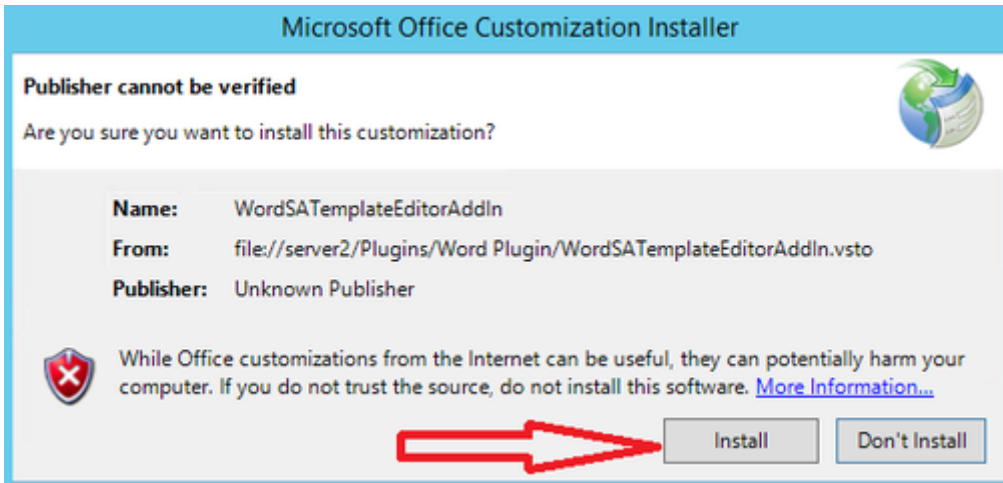 Microsoft Office Customization Installer
Publisher cannot be verified
Are you sure you want to install this customization?
Name: WordSATemplateEditorAddIn
From: file://server2/Plugins/Word Plugin/WordSATemplateEditorAddIn.vsto
Publisher: Unknown Publisher
While Office customizations from the Internet can be useful, they can potentially harm your
computer. If you do not trust the source, do not install this software. More Information...
Install Don't Install